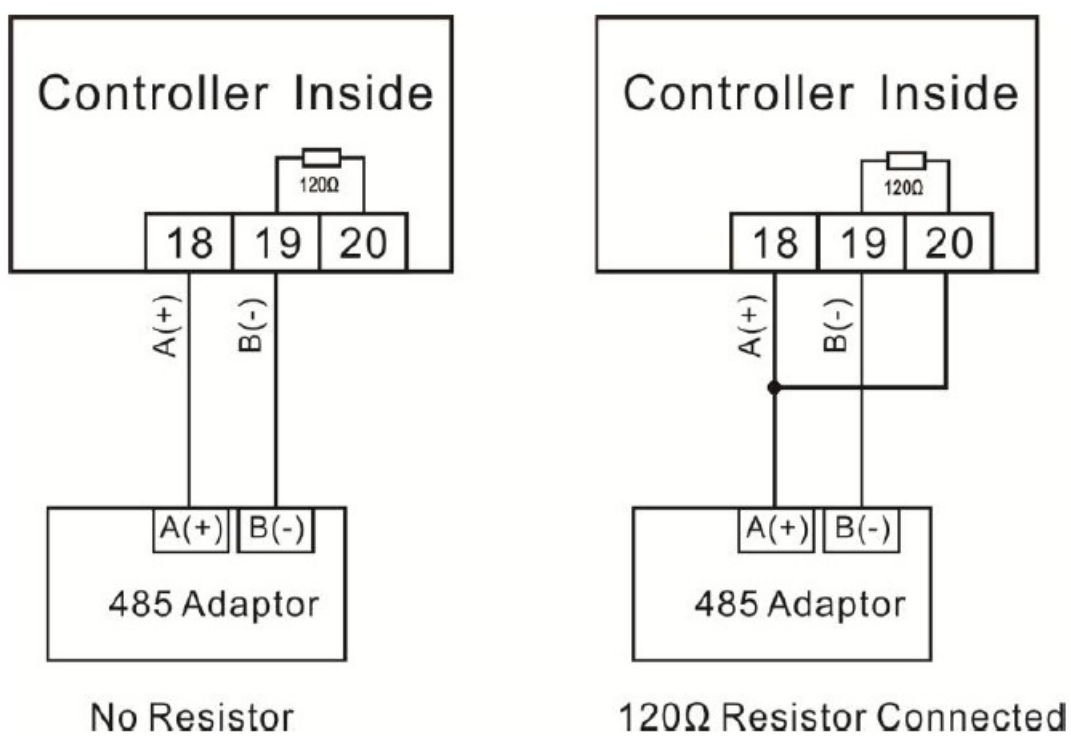 Controller Inside
120Ω
18 19 20
A(+) B(-)
A(+) B(-)
485 Adaptor
No Resistor
Controller Inside
120Ω
18 19 20
A(+) B(-)
A(+) B(-)
485 Adaptor
120Ω Resistor Connected